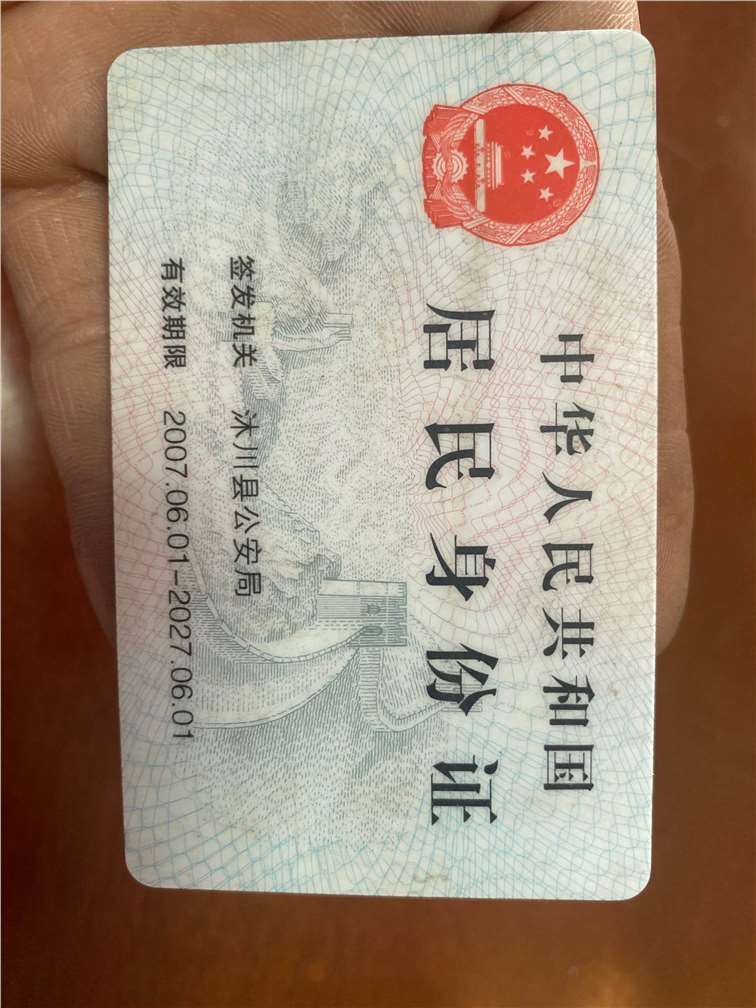 中华人民共和国
居民身份证
签发机关 沐川县公安局
有效期限 2007.06.01-2027.06.01